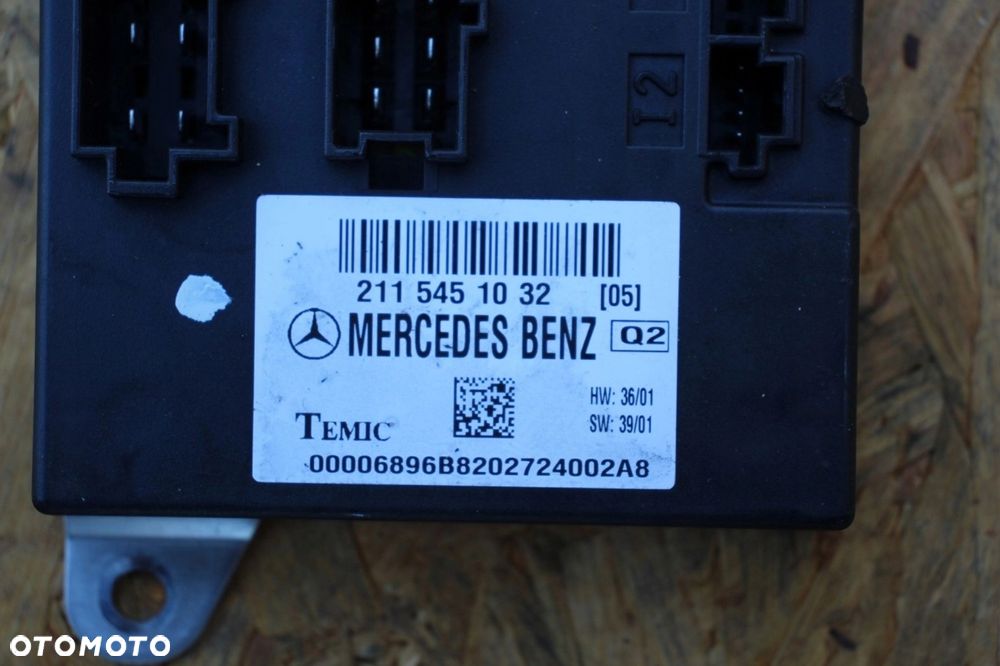 I2
211 545 10 32 [05]
MERCEDES BENZ Q2
HW: 36/01
SW: 39/01
TEMIC
00006896B8202724002A8
OTOMOTO